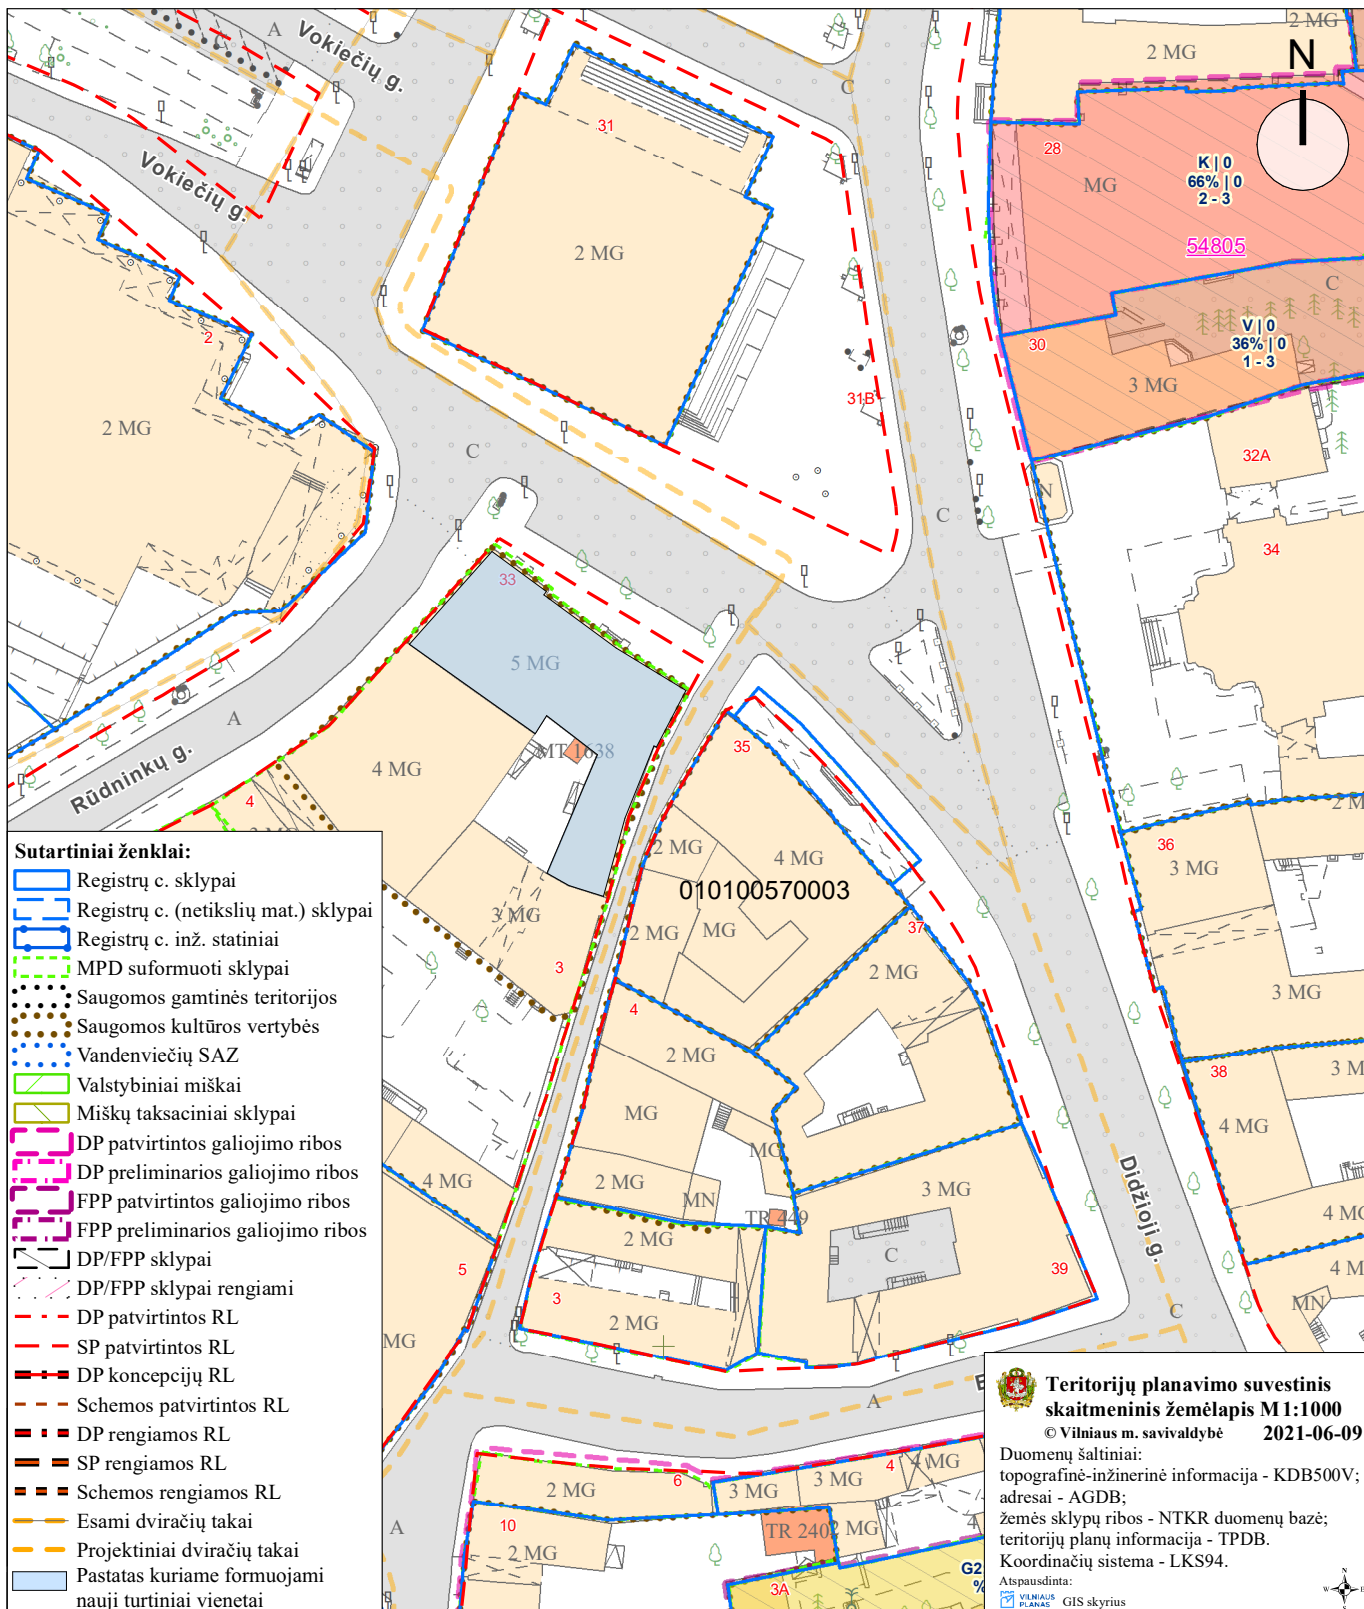 Vokiečių g.
A
C
2 MG
2 MG
N
Vokiečių g.
31
C
28
MG
K | 0
66% | 0
2 - 3
54805
2 MG
C
V | 0
36% | 0
1 - 3
2
30
3 MG
31B
2 MG
C
32A
N
C
34
33
5 MG
A
35
MT 1638
4 MG
Rūdninkų g.
4
2 MG
4 MG
36
3 MG
010100570003
3 MG
2 MG
MG
37
2 MG
3
3 MG
4
2 MG
38
MG
4 MG
MG
4 MG
2 MG
MN
3 MG
Didžioji g.
TR 449
2 MG
C
5
39
3
2 MG
C
MN
MG
A
2 MG
6
3 MG
3 MG
4
4 MG
10
A
2 MG
TR 240
2 MG
3A
G2
%
Sutartiniai ženklai:
Registrų c. sklypai
Registrų c. (netikslių mat.) sklypai
Registrų c. inž. statiniai
MPD suformuoti sklypai
Saugomos gamtinės teritorijos
Saugomos kultūros vertybės
Vandenviečių SAZ
Valstybiniai miškai
Miškų taksaciniai sklypai
DP patvirtintos galiojimo ribos
DP preliminarios galiojimo ribos
FPP patvirtintos galiojimo ribos
FPP preliminarios galiojimo ribos
DP/FPP sklypai
DP/FPP sklypai rengiami
DP patvirtintos RL
SP patvirtintos RL
DP koncepcijų RL
Schemos patvirtintos RL
DP rengiamos RL
SP rengiamos RL
Schemos rengiamos RL
Esami dviračių takai
Projektiniai dviračių takai
Pastatas kuriame formuojami
nauji turtiniai vienetai
Teritorijų planavimo suvestinis
skaitmeninis žemėlapis M 1:1000
© Vilniaus m. savivaldybė 2021-06-09
Duomenų šaltiniai:
topografinė-inžinerinė informacija - KDB500V;
adresai - AGDB;
žemės sklypų ribos - NTKR duomenų bazė;
teritorijų planų informacija - TPDB.
Koordinačių sistema - LKS94.
Atspausdinta:
VILNIAUS PLANAS GIS skyrius